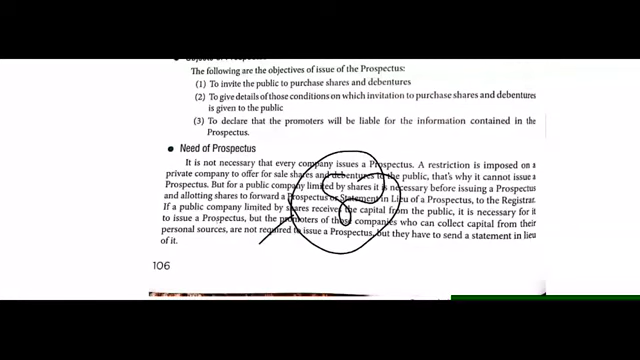 Objects of Prospectus
The following are the objectives of issue of the Prospectus:
(1) To invite the public to purchase shares and debentures
(2) To give details of those conditions on which invitation to purchase shares and debentures
is given to the public
(3) To declare that the promoters will be liable for the information contained in the
Prospectus.
• Need of Prospectus
It is not necessary that every company issues a Prospectus. A restriction is imposed on a
private company to offer for sale shares and debentures to the public, that's why it cannot issue a
Prospectus. But for a public company limited by shares it is necessary before issuing a Prospectus
and allotting shares to forward a Prospectus or Statement in Lieu of a Prospectus, to the Registrar.
If a public company limited by shares receives the capital from the public, it is necessary for it
to issue a Prospectus, but the promoters of those companies who can collect capital from their
personal sources, are not required to issue a Prospectus, but they have to send a statement in lieu
of it.
106